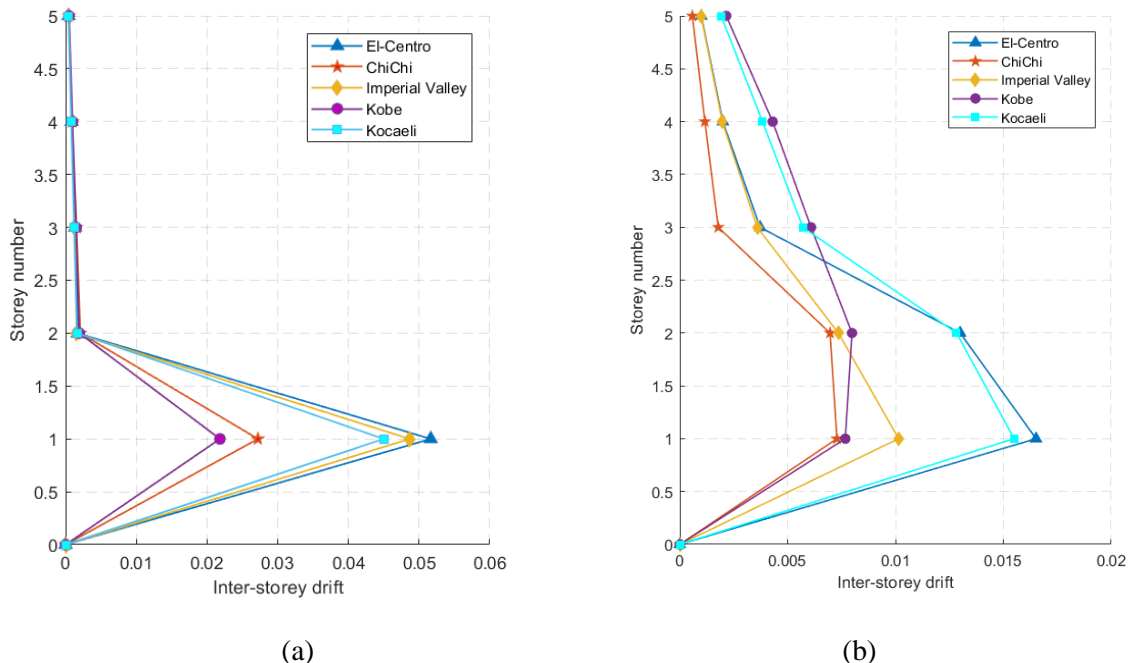 5
4.5
4
3.5
3
2.5
2
1.5
1
0.5
0
Storey number
0 0.01 0.02 0.03 0.04 0.05 0.06
Inter-storey drift
El-Centro
ChiChi
Imperial Valley
Kobe
Kocaeli
(a)
5
4.5
4
3.5
3
2.5
2
1.5
1
0.5
0
Storey number
0 0.005 0.01 0.015 0.02
Inter-storey drift
El-Centro
ChiChi
Imperial Valley
Kobe
Kocaeli
(b)